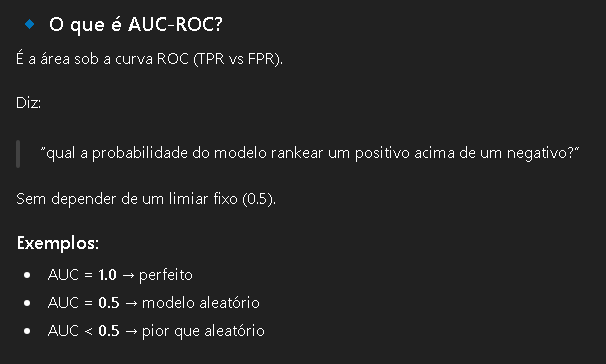 O que é AUC-ROC?
É a área sob a curva ROC (TPR vs FPR).
Diz:
“qual a probabilidade do modelo rankear um positivo acima de um negativo?”
Sem depender de um limiar fixo (0.5).
Exemplos:
• AUC = 1.0 → perfeito
• AUC = 0.5 → modelo aleatório
• AUC < 0.5 → pior que aleatório